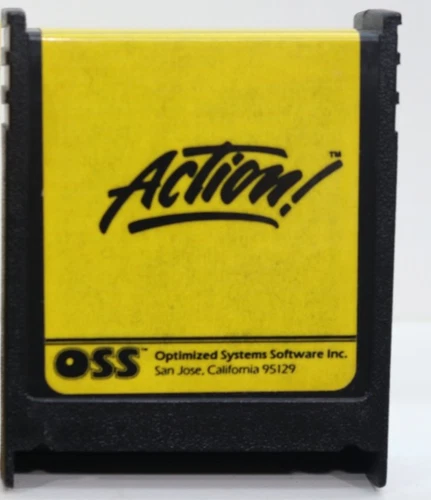 Action!™
OSS™
Optimized Systems Software Inc.
San Jose, California 95129